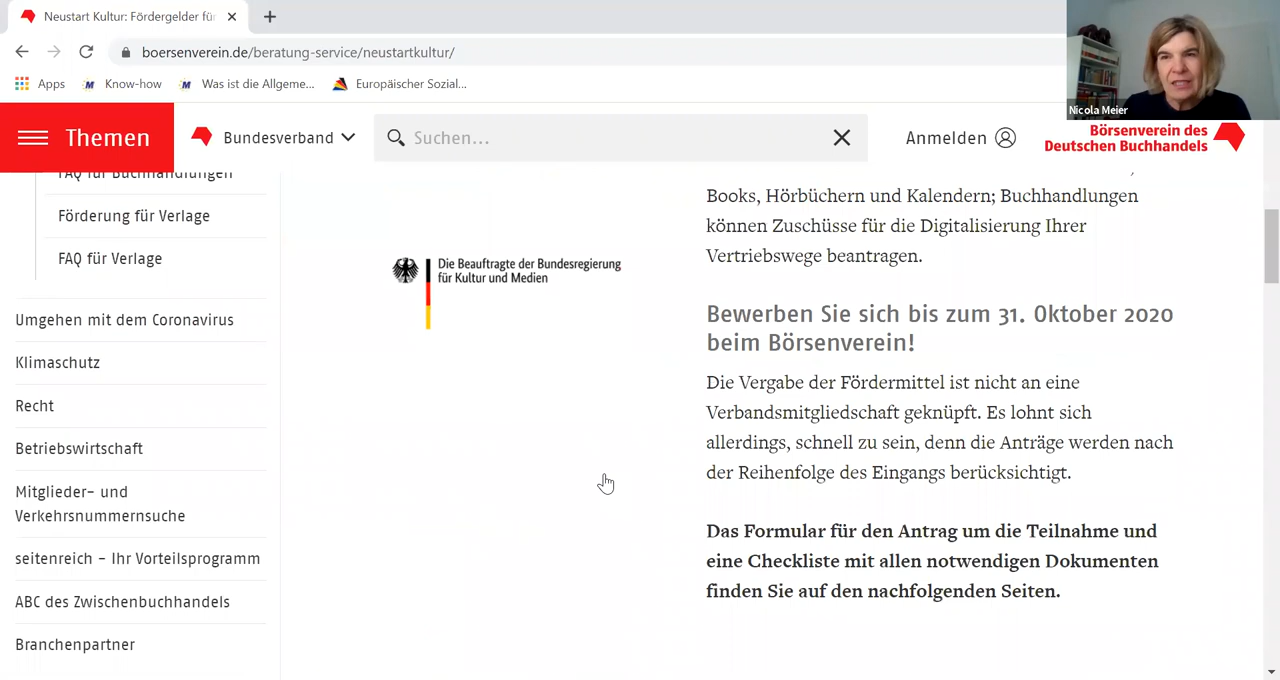 Neustart Kultur: Fördergelder für
boersenverein.de/beratung-service/neustartkultur/
Apps
Know-how
Was ist die Allgeme...
Europäischer Sozial...
Nicola Meier
Themen
Bundesverband
Suchen...
Anmelden
Börsenverein des
Deutschen Buchhandels
FAQ für Buchhandlungen
Förderung für Verlage
FAQ für Verlage
Umgehen mit dem Coronavirus
Klimaschutz
Recht
Betriebswirtschaft
Mitglieder- und
Verkehrsnummernsuche
seitenreich - Ihr Vorteilsprogramm
ABC des Zwischenbuchhandels
Branchenpartner
Die Beauftragte der Bundesregierung
für Kultur und Medien
Books, Hörbüchern und Kalendern; Buchhandlungen
können Zuschüsse für die Digitalisierung Ihrer
Vertriebswege beantragen.
Bewerben Sie sich bis zum 31. Oktober 2020
beim Börsenverein!
Die Vergabe der Fördermittel ist nicht an eine
Verbandsmitgliedschaft geknüpft. Es lohnt sich
allerdings, schnell zu sein, denn die Anträge werden nach
der Reihenfolge des Eingangs berücksichtigt.
Das Formular für den Antrag um die Teilnahme und
eine Checkliste mit allen notwendigen Dokumenten
finden Sie auf den nachfolgenden Seiten.